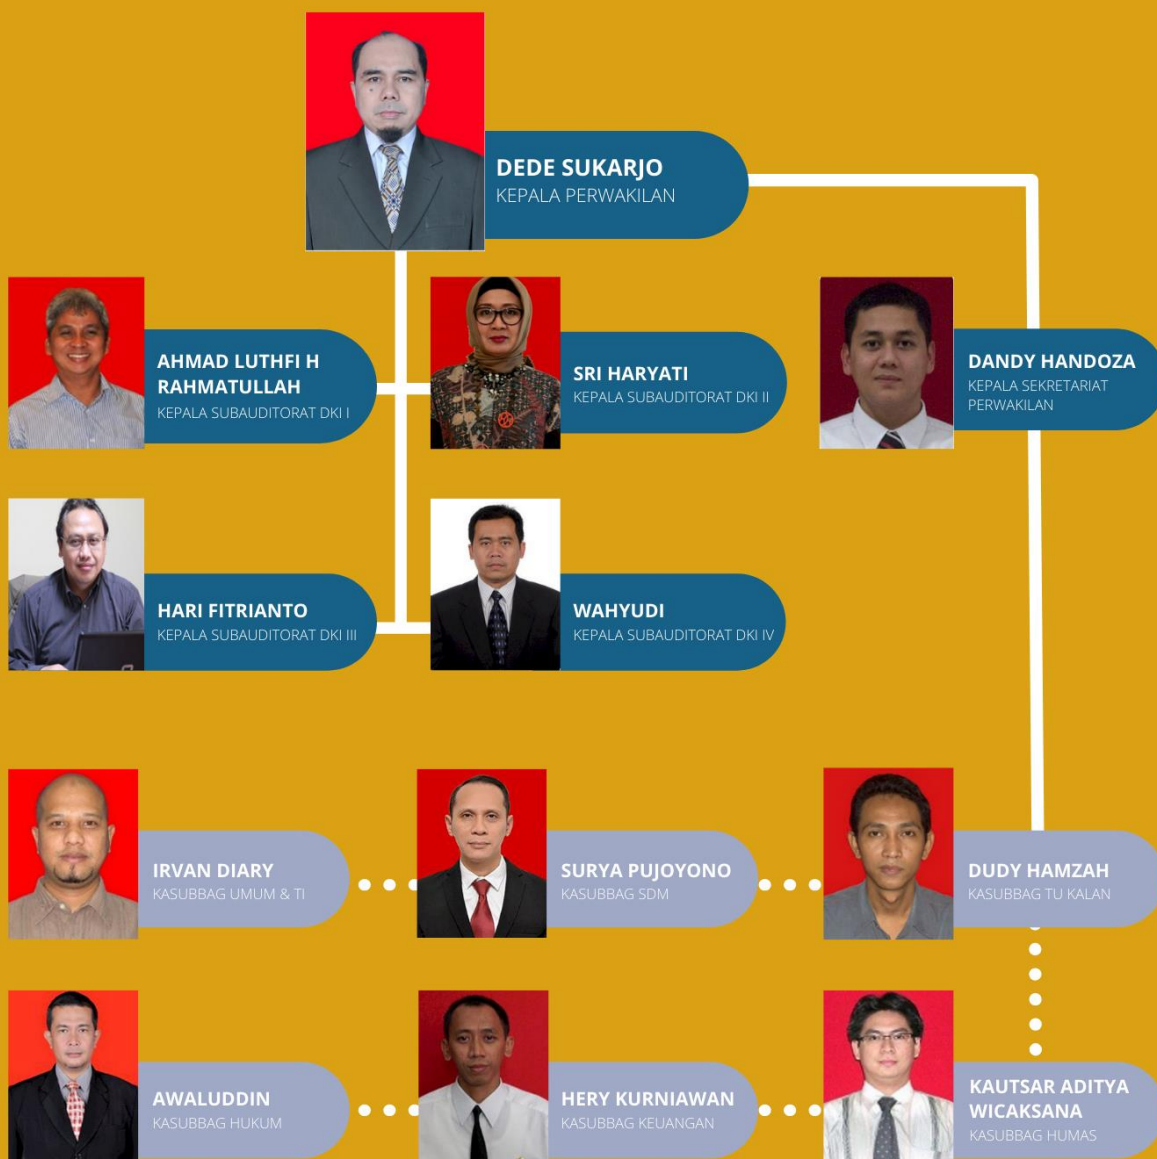 DEDE SUKARJO
KEPALA PERWAKILAN
AHMAD LUTHFI H
RAHMATULLAH
KEPALA SUBAUDITORAT DKI I
SRI HARYATI
KEPALA SUBAUDITORAT DKI II
DANDY HANDOZA
KEPALA SEKRETARIAT
PERWAKILAN
HARI FITRIANTO
KEPALA SUBAUDITORAT DKI III
WAHYUDI
KEPALA SUBAUDITORAT DKI IV
IRVAN DIARY
KASUBBAG UMUM & TI
SURYA PUJOYONO
KASUBBAG SDM
DUDY HAMZAH
KASUBBAG TU KALAN
AWALUDDIN
KASUBBAG HUKUM
HERY KURNIAWAN
KASUBBAG KEUANGAN
KAUTSAR ADITYA
WICAKSANA
KASUBBAG HUMAS